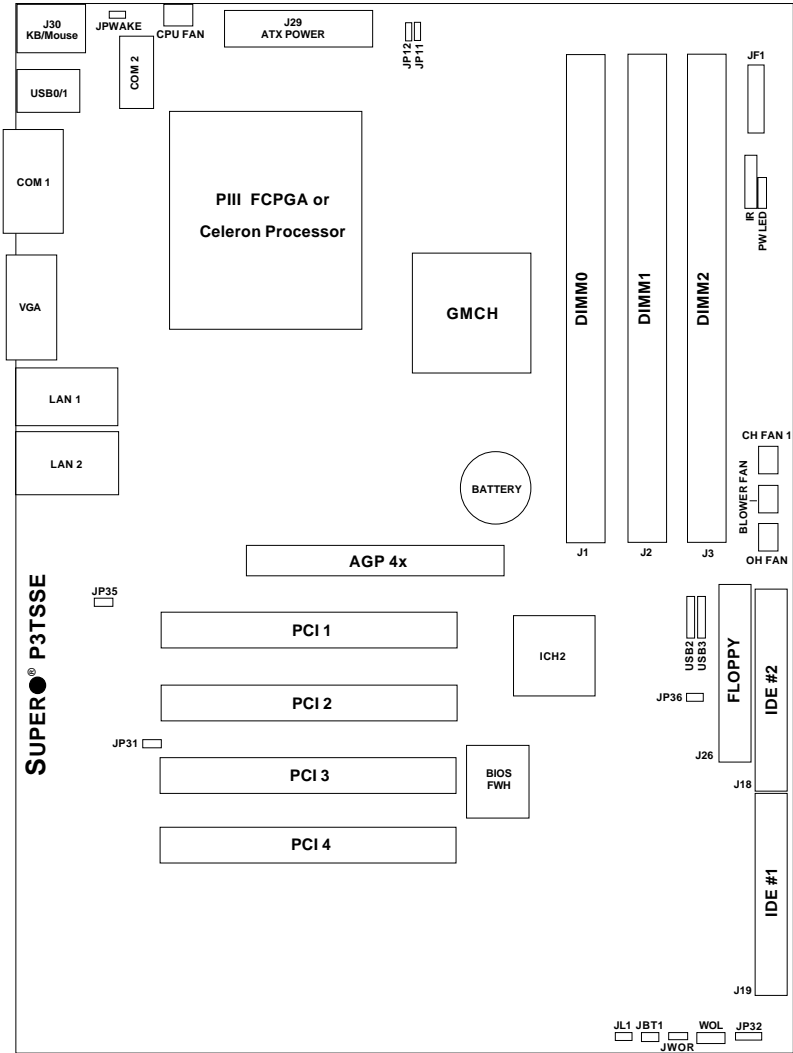 J30
KB/Mouse
JPWAKE
CPU FAN
J29
ATX POWER
JP12
JP11
JF1
COM 2
USB0/1
COM 1
PIII FCPGA or
Celeron Processor
IR
PW LED
GMCH
DIMM0
DIMM1
DIMM2
VGA
LAN 1
LAN 2
BATTERY
CH FAN 1
BLOWER FAN
OH FAN
J1
J2
J3
AGP 4x
JP35
PCI 1
ICH2
USB2
USB3
FLOPPY
IDE #2
SUPER® P3TSSE
PCI 2
JP36
JP31
J26
PCI 3
BIOS
FWH
J18
PCI 4
IDE #1
J19
JL1
JBT1
JWOR
WOL
JP32